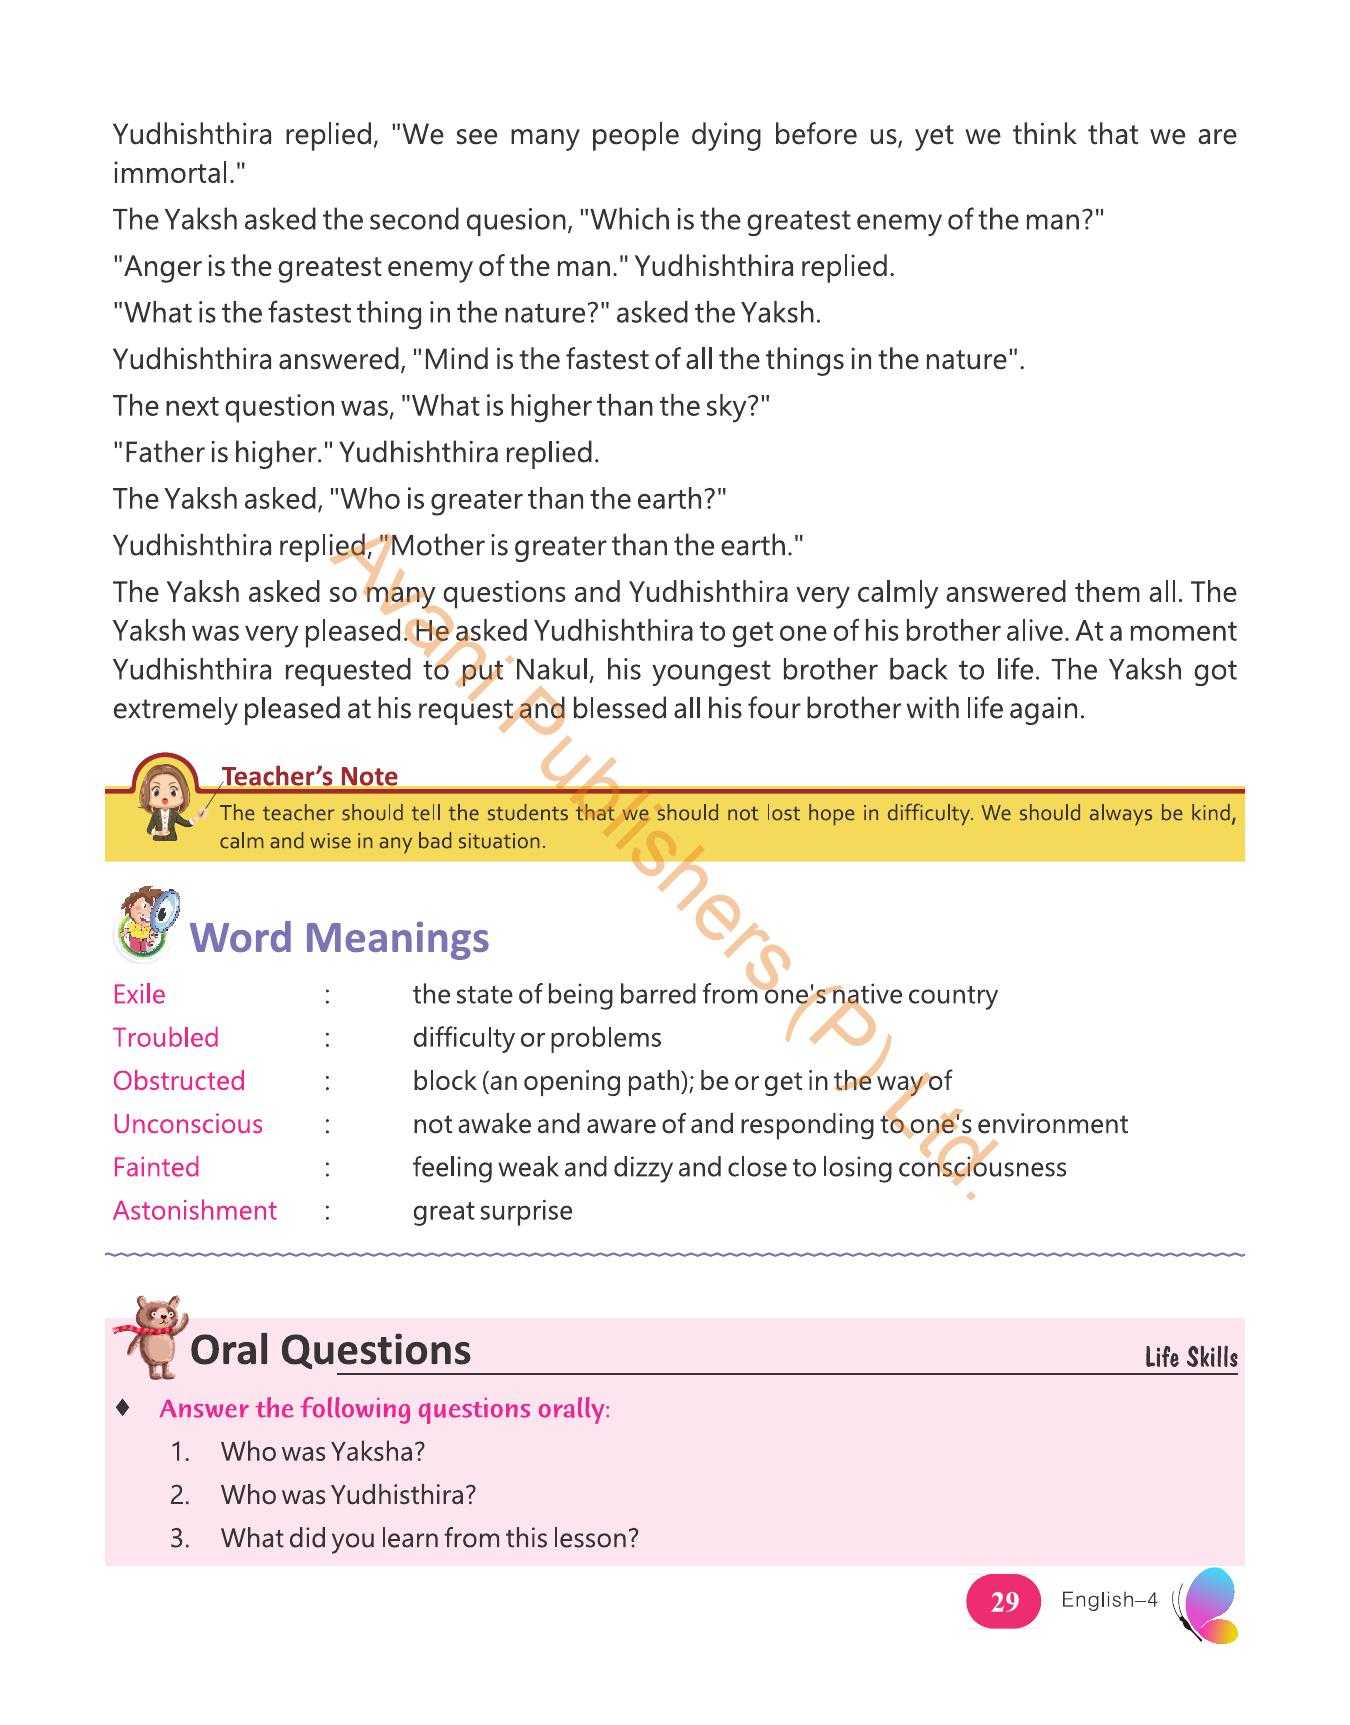 Yudhishthira replied, "We see many people dying before us, yet we think that we are
immortal."
The Yaksh asked the second quesion, "Which is the greatest enemy of the man?"
"Anger is the greatest enemy of the man." Yudhishthira replied.
"What is the fastest thing in the nature?" asked the Yaksh.
Yudhishthira answered, "Mind is the fastest of all the things in the nature".
The next question was, "What is higher than the sky?"
"Father is higher." Yudhishthira replied.
The Yaksh asked, "Who is greater than the earth?"
Yudhishthira replied, "Mother is greater than the earth."
The Yaksh asked so many questions and Yudhishthira very calmly answered them all. The
Yaksh was very pleased. He asked Yudhishthira to get one of his brother alive. At a moment
Yudhishthira requested to put Nakul, his youngest brother back to life. The Yaksh got
extremely pleased at his request and blessed all his four brother with life again.
Teacher's Note
The teacher should tell the students that we should not lost hope in difficulty. We should always be kind,
calm and wise in any bad situation.
Word Meanings
Exile : the state of being barred from one's native country
Troubled : difficulty or problems
Obstructed : block (an opening path); be or get in the way of
Unconscious : not awake and aware of and responding to one's environment
Fainted : feeling weak and dizzy and close to losing consciousness
Astonishment : great surprise
Oral Questions Life Skills
♦ Answer the following questions orally:
1. Who was Yaksha?
2. Who was Yudhisthira?
3. What did you learn from this lesson?
29 English–4
Avani Publishers (P) Ltd.